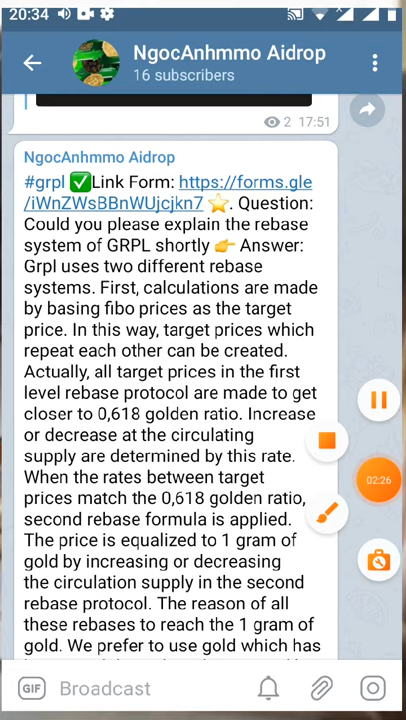 20:34
NgocAnhmmo Aidrop
16 subscribers
2 17:51
NgocAnhmmo Aidrop
#grpl ✅Link Form: https://forms.gle
/iWnZWsBBnWUjcjkn7 ⭐. Question:
Could you please explain the rebase
system of GRPL shortly 👉 Answer:
Grpl uses two different rebase
systems. First, calculations are made
by basing fibo prices as the target
price. In this way, target prices which
repeat each other can be created.
Actually, all target prices in the first
level rebase protocol are made to get
closer to 0,618 golden ratio. Increase
or decrease at the circulating
supply are determined by this rate.
When the rates between target
prices match the 0,618 golden ratio,
second rebase formula is applied.
The price is equalized to 1 gram of
gold by increasing or decreasing
the circulation supply in the second
rebase protocol. The reason of all
these rebases to reach the 1 gram of
gold. We prefer to use gold which has
02:26
GIF Broadcast